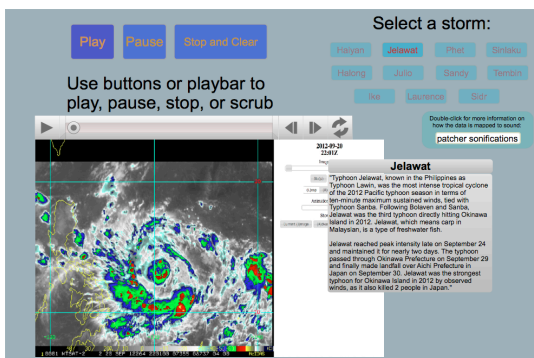 Select a storm:
Play
Pause
Stop and Clear
Haiyan
Jelawat
Phet
Sinlaku
Halong
Julio
Sandy
Tembin
Ike
Laurence
Sidr
Use buttons or playbar to
play, pause, stop, or scrub
Double-click for more information on
how the data is mapped to sound:
patcher sonifications
2012-09-20
22:01Z
Jelawat
"Typhoon Jelawat, known in the Philippines as
Typhoon Lawin, was the most intense tropical cyclone
of the 2012 Pacific typhoon season in terms of
ten-minute maximum sustained winds, tied with
Typhoon Sanba. Following Bolaven and Sanba,
Jelawat was the third typhoon directly hitting Okinawa
Island in 2012. Jelawat, which means carp in
Malaysian, is a type of freshwater fish.
Jelawat reached peak intensity late on September 24
and maintained it for nearly two days. The typhoon
passed through Okinawa Prefecture on September 29
and finally made landfall over Aichi Prefecture in
Japan on September 30. Jelawat was the strongest
typhoon for Okinawa Island in 2012 by observed
winds, as it also killed 2 people in Japan."